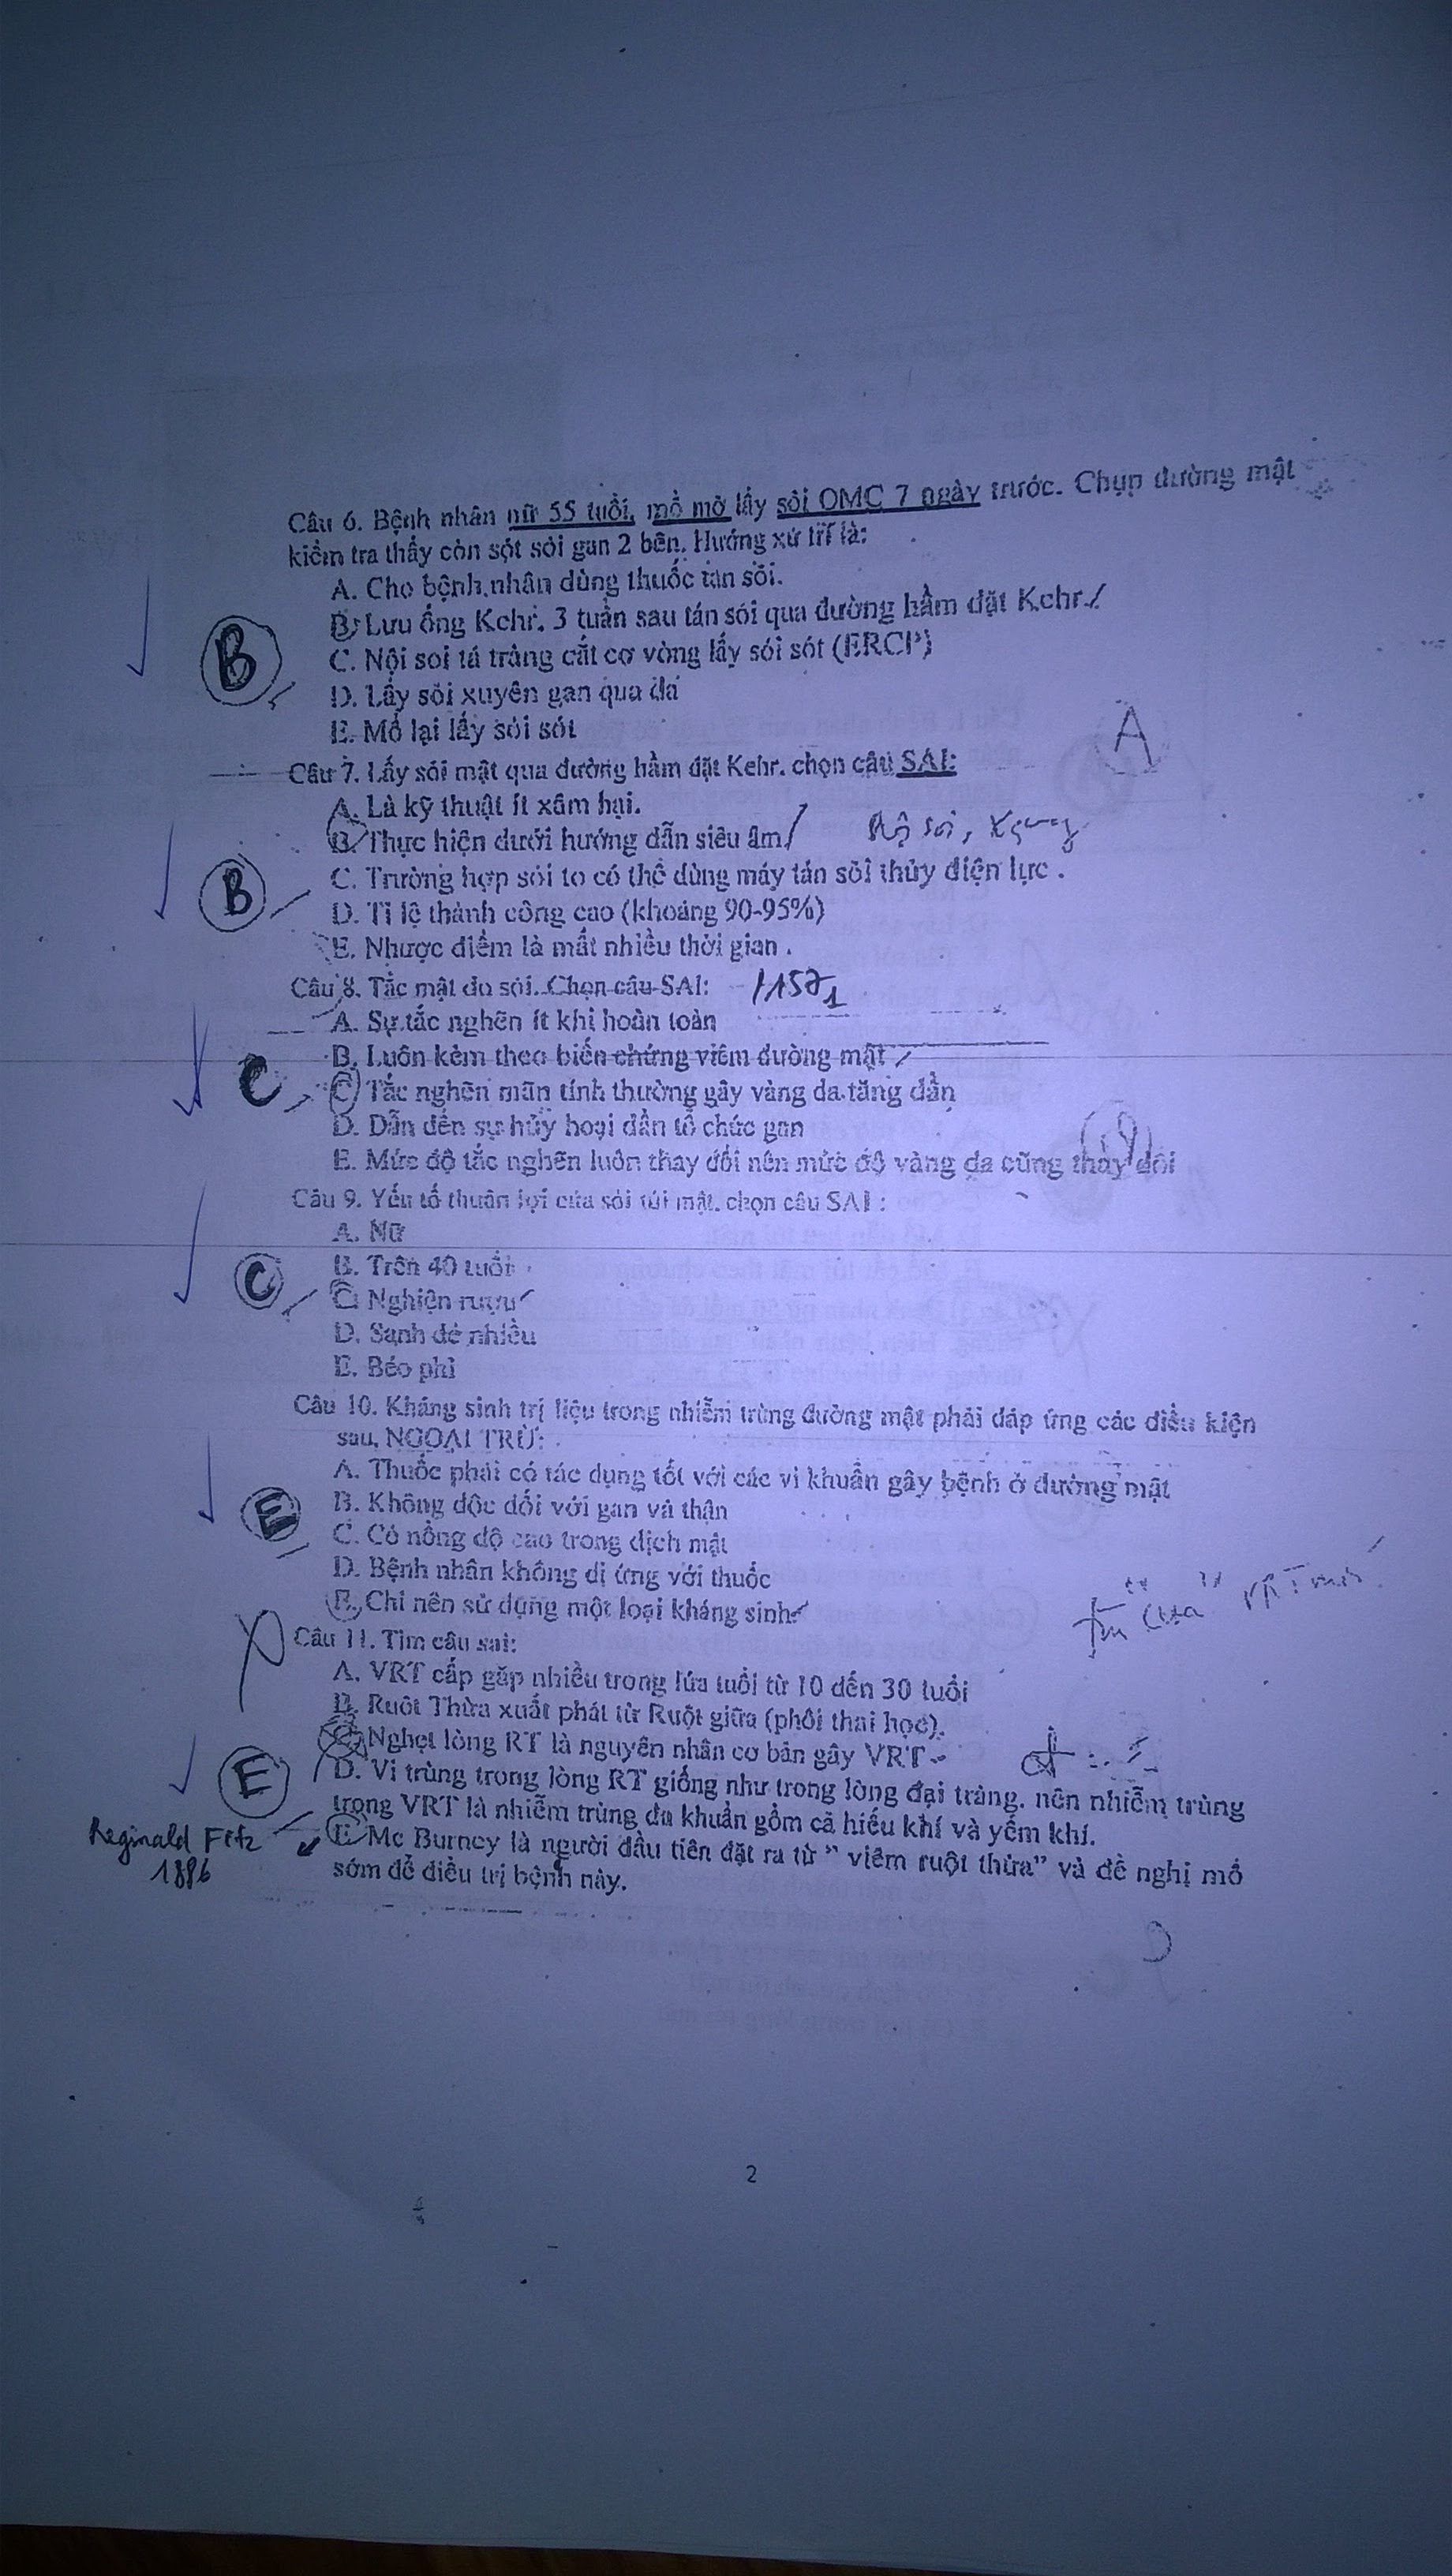 Câu 6. Bệnh nhân nữ 55 tuổi, mổ mở lấy sỏi OMC 7 ngày trước. Chụp đường mật
kiểm tra thấy còn sót sỏi gan 2 bên. Hướng xử trí là:
A. Cho bệnh nhân dùng thuốc tan sỏi.
B. Lưu ống Kehr. 3 tuần sau tán sỏi qua đường hầm đặt Kehr.
B
C. Nội soi tá tràng cắt cơ vòng lấy sỏi sót (ERCP)
D. Lấy sỏi xuyên gan qua da
E. Mổ lại lấy sỏi sót
A
Câu 7. Lấy sỏi mật qua đường hầm đặt Kehr. chọn câu SAI:
A. Là kỹ thuật ít xâm hại.
B. Thực hiện dưới hướng dẫn siêu âm.
B
C. Trường hợp sỏi to có thể dùng máy tán sỏi thủy điện lực .
D. Tỉ lệ thành công cao (khoảng 90-95%)
E. Nhược điểm là mất nhiều thời gian .
Câu 8. Tắc mật do sỏi. Chọn câu SAI:
A. Sự tắc nghẽn ít khi hoàn toàn
B. Luôn kèm theo biến chứng viêm đường mật
C
C. Tắc nghẽn mãn tính thường gây vàng da tăng dần
D. Dẫn đến sự hủy hoại dần tổ chức gan
E. Mức độ tắc nghẽn luôn thay đổi nên mức độ vàng da cũng thay đổi
Câu 9. Yếu tố thuận lợi của sỏi túi mật. chọn câu SAI :
A. Nữ
B. Trên 40 tuổi
C
C. Nghiện rượu
D. Sanh đẻ nhiều
E. Béo phì
Câu 10. Kháng sinh trị liệu trong nhiễm trùng đường mật phải đáp ứng các điều kiện
sau, NGOẠI TRỪ:
A. Thuốc phải có tác dụng tốt với các vi khuẩn gây bệnh ở đường mật
B. Không độc đối với gan và thận
E
C. Có nồng độ cao trong dịch mật
D. Bệnh nhân không dị ứng với thuốc
E. Chỉ nên sử dụng một loại kháng sinh
Câu 11. Tìm câu sai:
A. VRT cấp gặp nhiều trong lứa tuổi từ 10 đến 30 tuổi
B. Ruột Thừa xuất phát từ Ruột giữa (phôi thai học).
C. Nghẹt lòng RT là nguyên nhân cơ bản gây VRT
D. Vi trùng trong lòng RT giống như trong lòng đại tràng. nên nhiễm trùng
trong VRT là nhiễm trùng đa khuẩn gồm cả hiếu khí và yếm khí.
E
E. Mc Burney là người đầu tiên đặt ra từ " viêm ruột thừa" và đề nghị mổ
sớm để điều trị bệnh này.
Reginald Fitz
1886
2